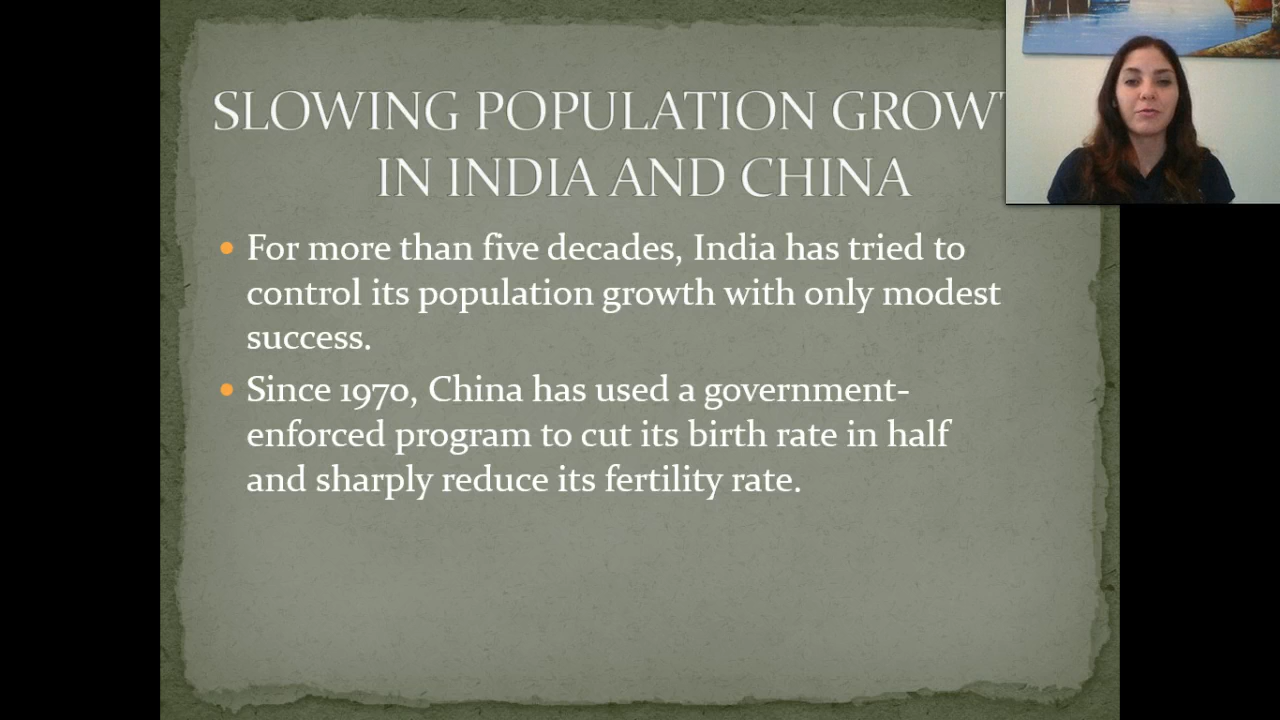 SLOWING POPULATION GROWT
IN INDIA AND CHINA
For more than five decades, India has tried to
control its population growth with only modest
success.
Since 1970, China has used a government-
enforced program to cut its birth rate in half
and sharply reduce its fertility rate.